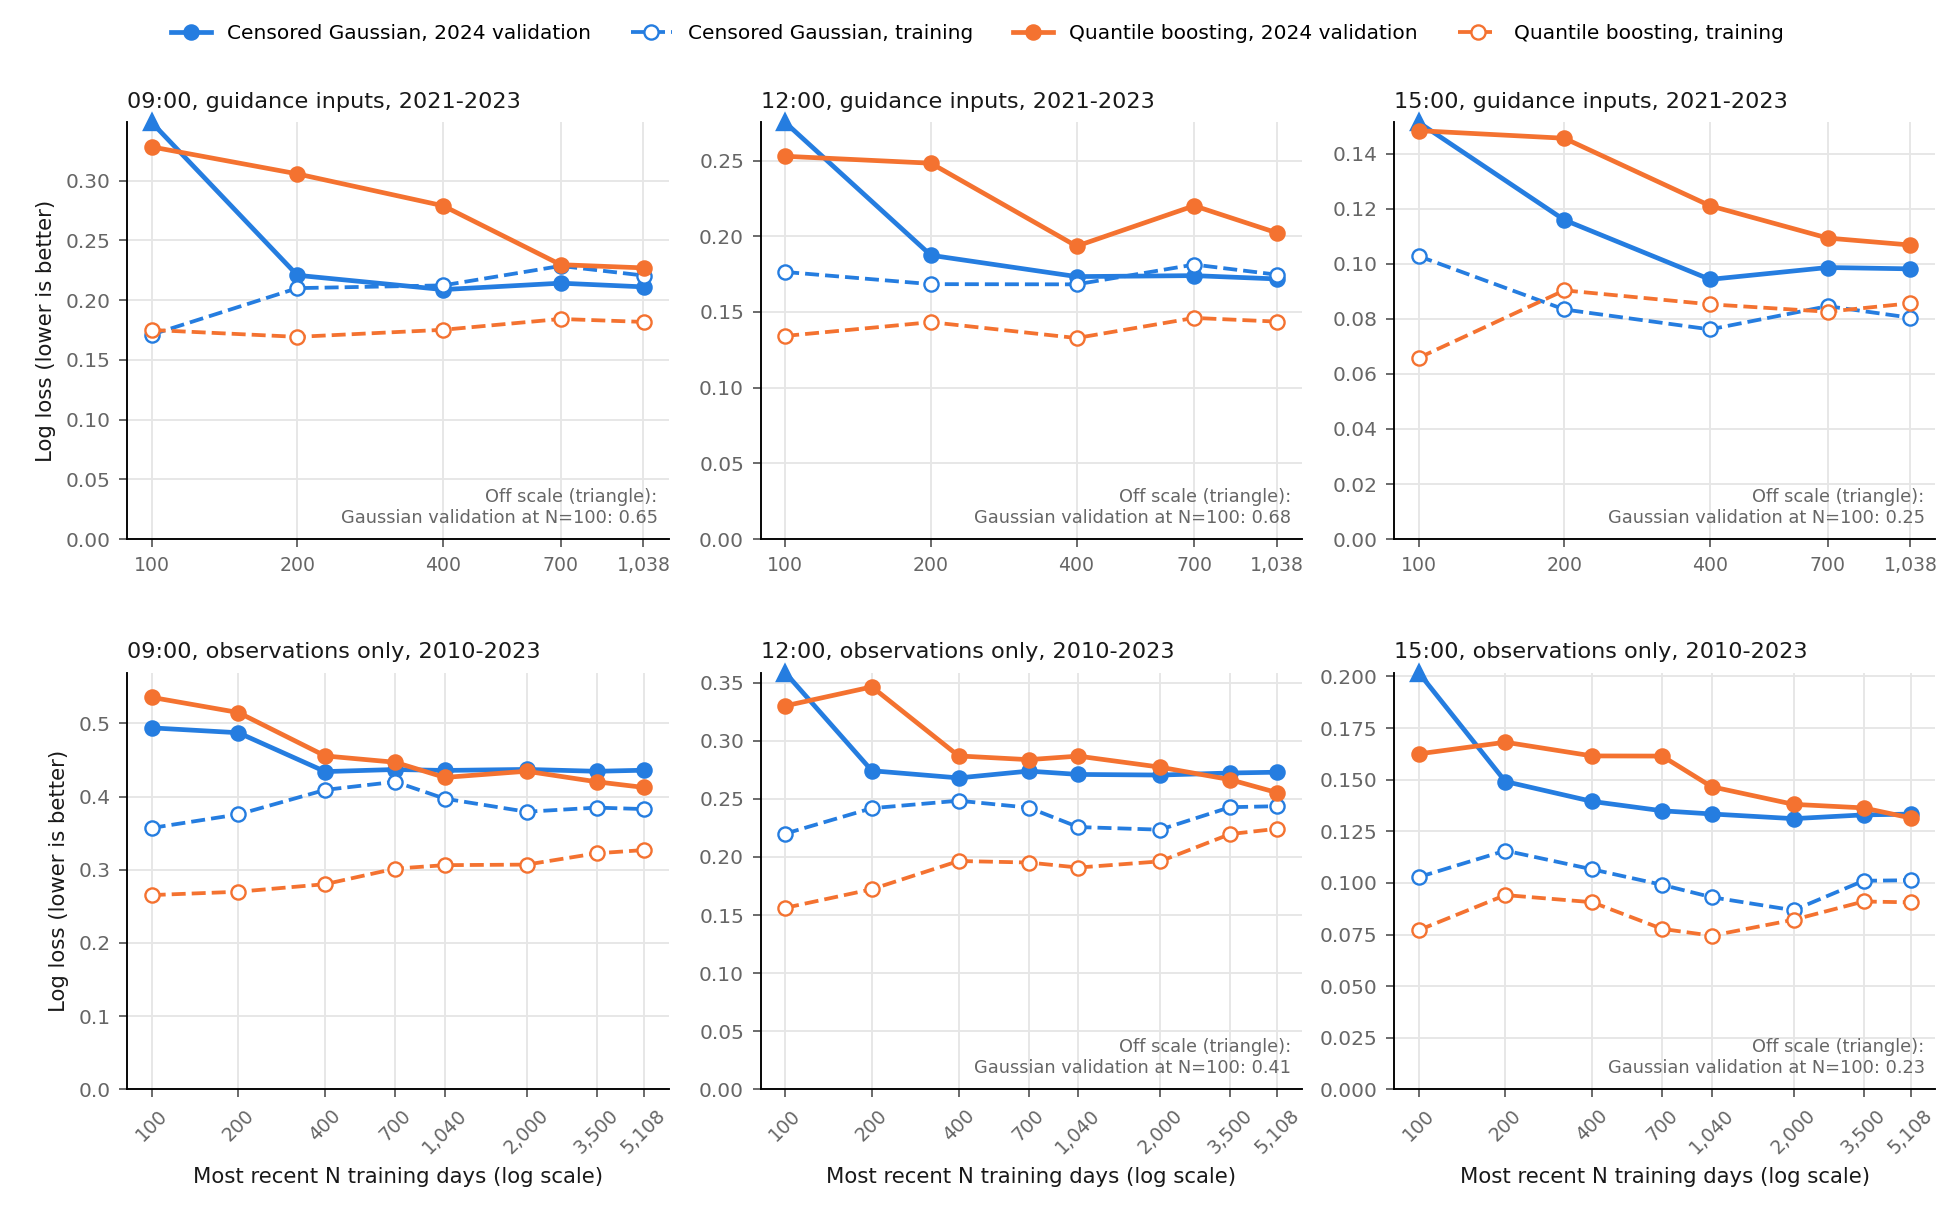 Censored Gaussian, 2024 validation Censored Gaussian, training Quantile boosting, 2024 validation Quantile boosting, training
09:00, guidance inputs, 2021-2023
Log loss (lower is better)
0.30
0.25
0.20
0.15
0.10
0.05
0.00
Off scale (triangle):
Gaussian validation at N=100: 0.65
100 200 400 700 1,038
12:00, guidance inputs, 2021-2023
0.25
0.20
0.15
0.10
0.05
0.00
Off scale (triangle):
Gaussian validation at N=100: 0.68
100 200 400 700 1,038
15:00, guidance inputs, 2021-2023
0.14
0.12
0.10
0.08
0.06
0.04
0.02
0.00
Off scale (triangle):
Gaussian validation at N=100: 0.25
100 200 400 700 1,038
09:00, observations only, 2010-2023
Log loss (lower is better)
0.5
0.4
0.3
0.2
0.1
0.0
100 200 400 700 1,040 2,000 3,500 5,108
Most recent N training days (log scale)
12:00, observations only, 2010-2023
0.35
0.30
0.25
0.20
0.15
0.10
0.05
0.00
Off scale (triangle):
Gaussian validation at N=100: 0.41
100 200 400 700 1,040 2,000 3,500 5,108
Most recent N training days (log scale)
15:00, observations only, 2010-2023
0.200
0.175
0.150
0.125
0.100
0.075
0.050
0.025
0.000
Off scale (triangle):
Gaussian validation at N=100: 0.23
100 200 400 700 1,040 2,000 3,500 5,108
Most recent N training days (log scale)